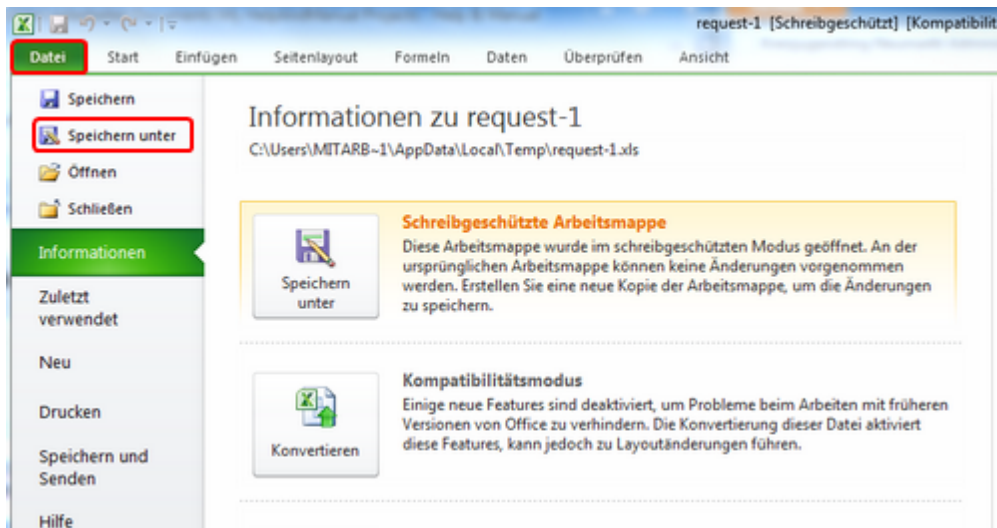 request-1 [Schreibgeschützt] [Kompatibilit
Datei Start Einfügen Seitenlayout Formeln Daten Überprüfen Ansicht
Speichern
Speichern unter
Öffnen
Schließen
Informationen
Zuletzt
verwendet
Neu
Drucken
Speichern und
Senden
Hilfe
Informationen zu request-1
C:\Users\MITARB~1\AppData\Local\Temp\request-1.xls
Speichern
unter
Schreibgeschützte Arbeitsmappe
Diese Arbeitsmappe wurde im schreibgeschützten Modus geöffnet. An der
ursprünglichen Arbeitsmappe können keine Änderungen vorgenommen
werden. Erstellen Sie eine neue Kopie der Arbeitsmappe, um die Änderungen
zu speichern.
Konvertieren
Kompatibilitätsmodus
Einige neue Features sind deaktiviert, um Probleme beim Arbeiten mit früheren
Versionen von Office zu verhindern. Die Konvertierung dieser Datei aktiviert
diese Features, kann jedoch zu Layoutänderungen führen.